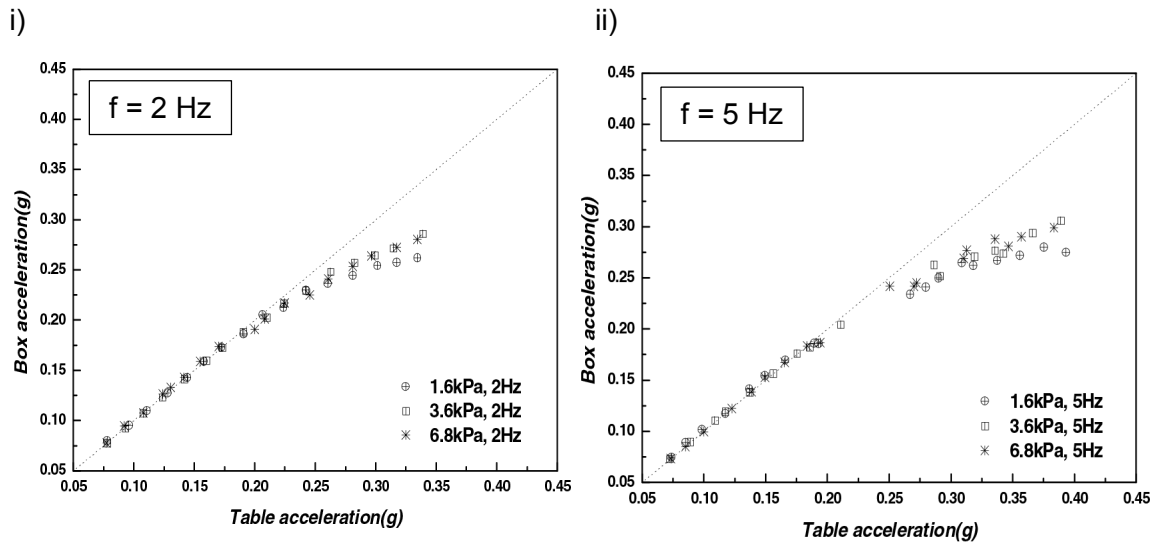 i)
f = 2 Hz
Box acceleration(g)
0.45
0.40
0.35
0.30
0.25
0.20
0.15
0.10
0.05
1.6kPa, 2Hz
3.6kPa, 2Hz
6.8kPa, 2Hz
0.05 0.10 0.15 0.20 0.25 0.30 0.35 0.40 0.45
Table acceleration(g)
ii)
f = 5 Hz
Box acceleration(g)
0.45
0.40
0.35
0.30
0.25
0.20
0.15
0.10
0.05
1.6kPa, 5Hz
3.6kPa, 5Hz
6.8kPa, 5Hz
0.05 0.10 0.15 0.20 0.25 0.30 0.35 0.40 0.45
Table acceleration(g)